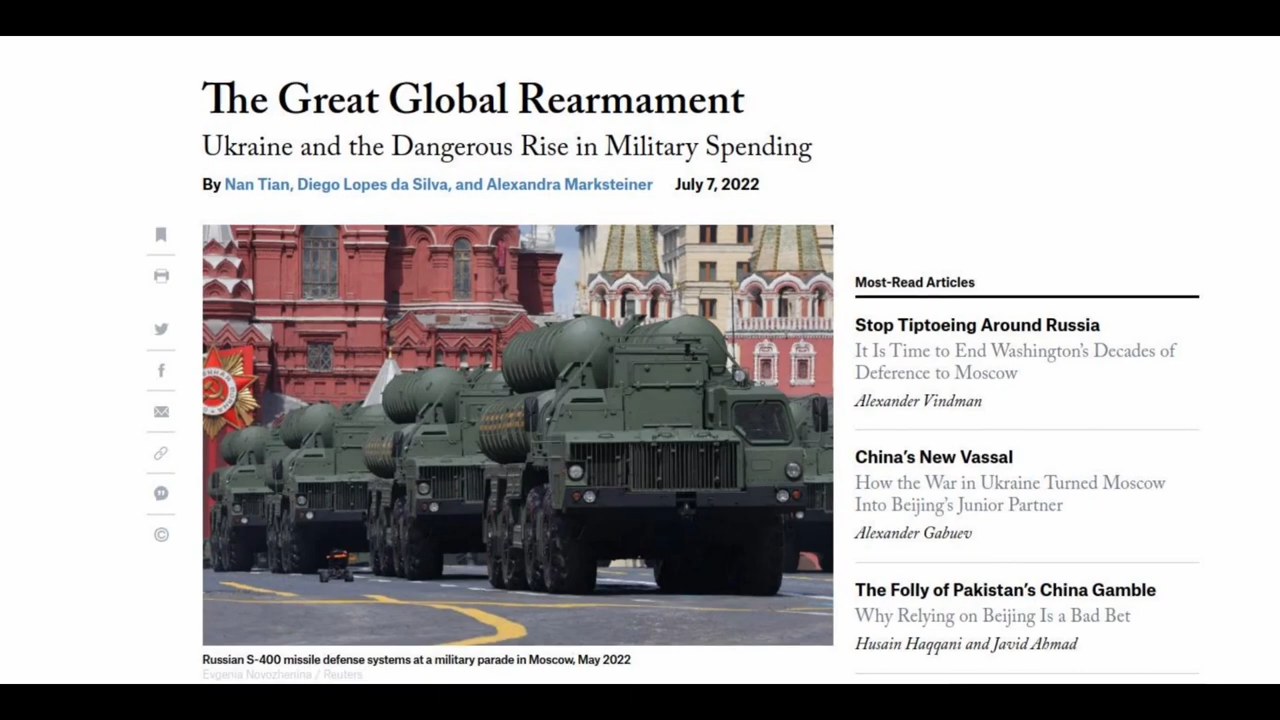 The Great Global Rearmament
Ukraine and the Dangerous Rise in Military Spending
By Nan Tian, Diego Lopes da Silva, and Alexandra Marksteiner July 7, 2022
Most-Read Articles
Stop Tiptoeing Around Russia
It Is Time to End Washington's Decades of
Deference to Moscow
Alexander Vindman
China's New Vassal
How the War in Ukraine Turned Moscow
Into Beijing's Junior Partner
Alexander Gabuev
The Folly of Pakistan's China Gamble
Why Relying on Beijing Is a Bad Bet
Husain Haqqani and Javid Ahmad
Russian S-400 missile defense systems at a military parade in Moscow, May 2022
Evgenia Novozhenina / Reuters